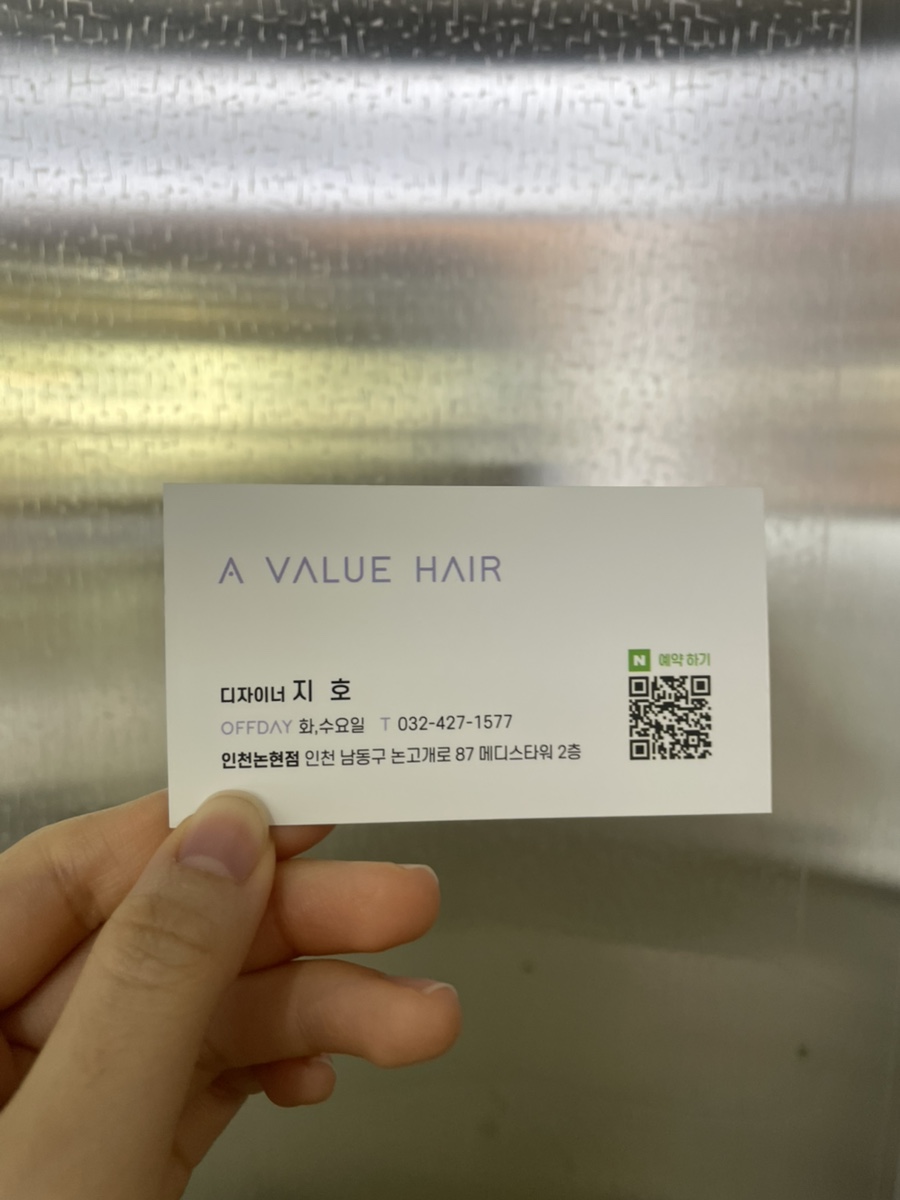 A VALUE HAIR
디자이너 지 호
OFFDAY 화,수요일 T 032-427-1577
인천논현점 인천 남동구 논고개로 87 메디스타워 2층
N 예약 하기